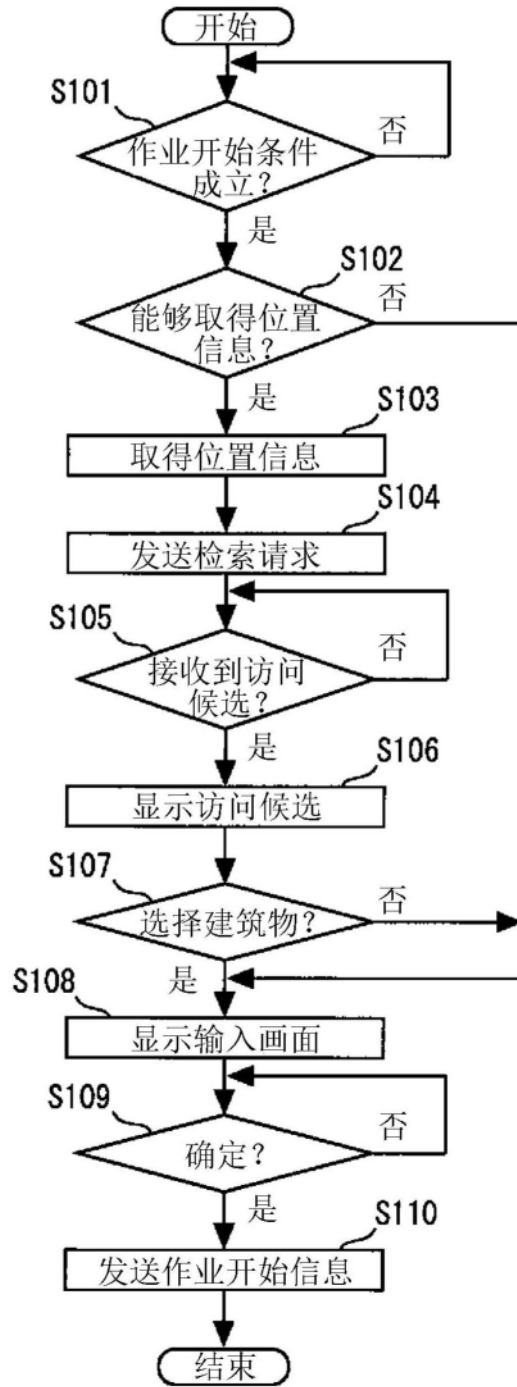 开始
S101
否
作业开始条件
成立?
是
S102
否
能够取得位置
信息?
是
S103
取得位置信息
S104
发送检索请求
S105
否
接收到访问
候选?
是
S106
显示访问候选
S107
否
选择建筑物?
是
S108
显示输入画面
S109
否
确定?
是
S110
发送作业开始信息
结束